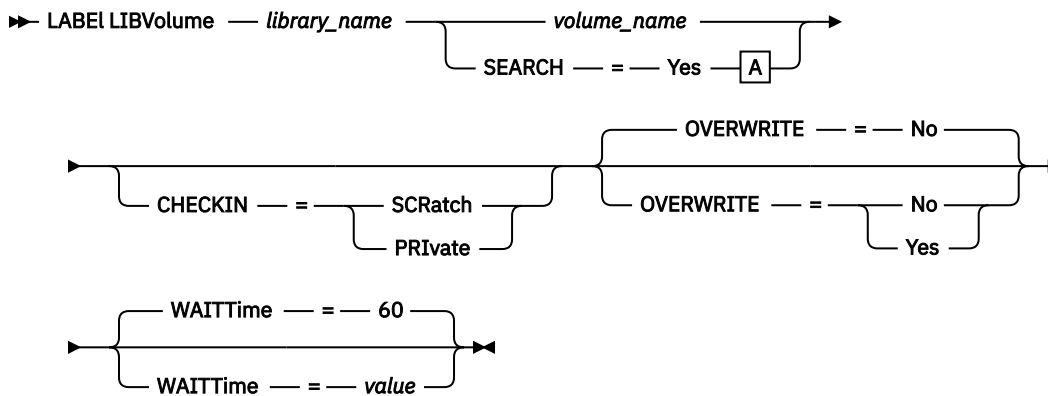 LABEl LIBVolume library_name volume_name
SEARCH = Yes A
OVERWRITE = No
CHECKIN = SCRatch
PRIvate
OVERWRITE = No
Yes
WAITTime = 60
WAITTime = value